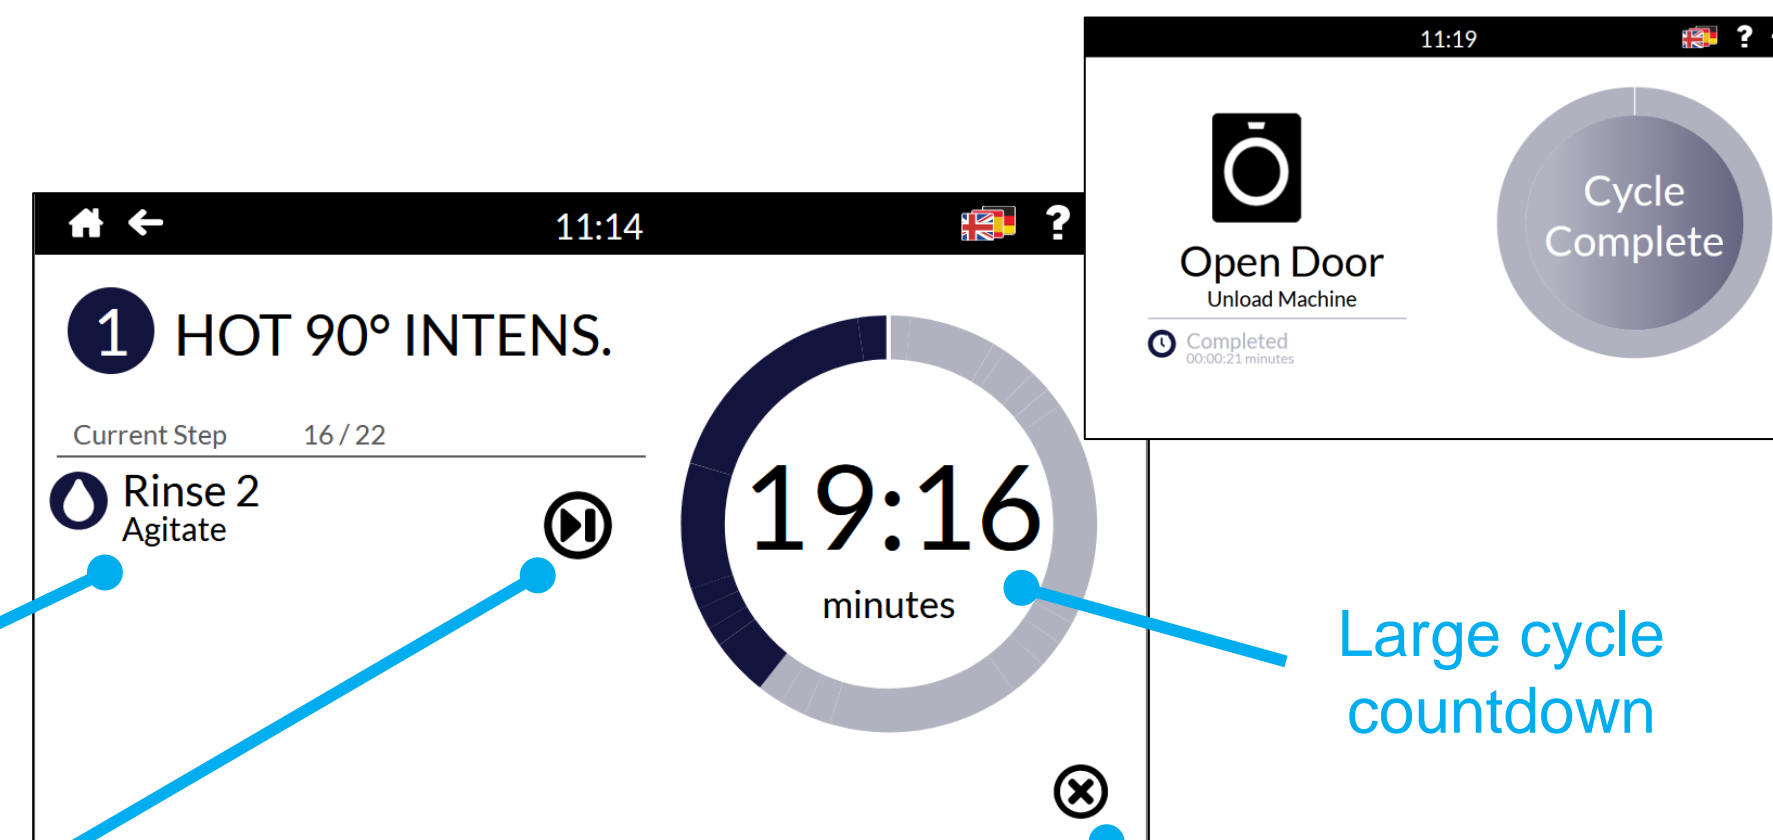 11:19
?
Cycle
Complete
Open Door
Unload Machine
Completed
00:00:21 minutes
11:14
?
1 HOT 90° INTENS.
Current Step 16 / 22
Rinse 2
Agitate
19:16
minutes
Large cycle
countdown